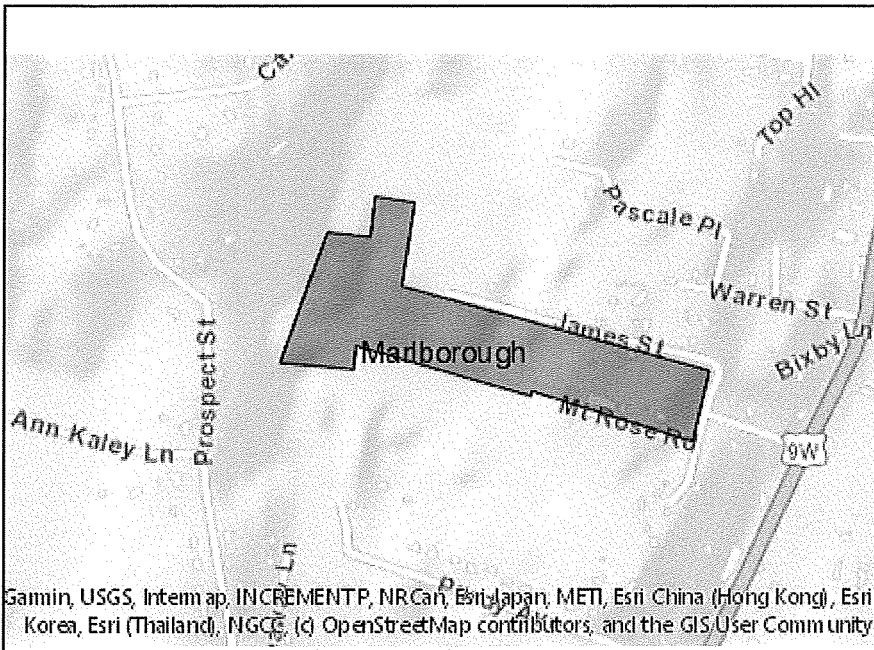 Top Hl
Pascale Pl
Warren St
James St
Bixby Ln
Marlborough
Prospect St
Mt Rose Rd
Ann Kaley Ln
9W
Garmin, USGS, Intermap, INCREMENT P, NRCan, Esri Japan, METI, Esri China (Hong Kong), Esri
Korea, Esri (Thailand), NGCC, (c) OpenStreetMap contributors, and the GIS User Community